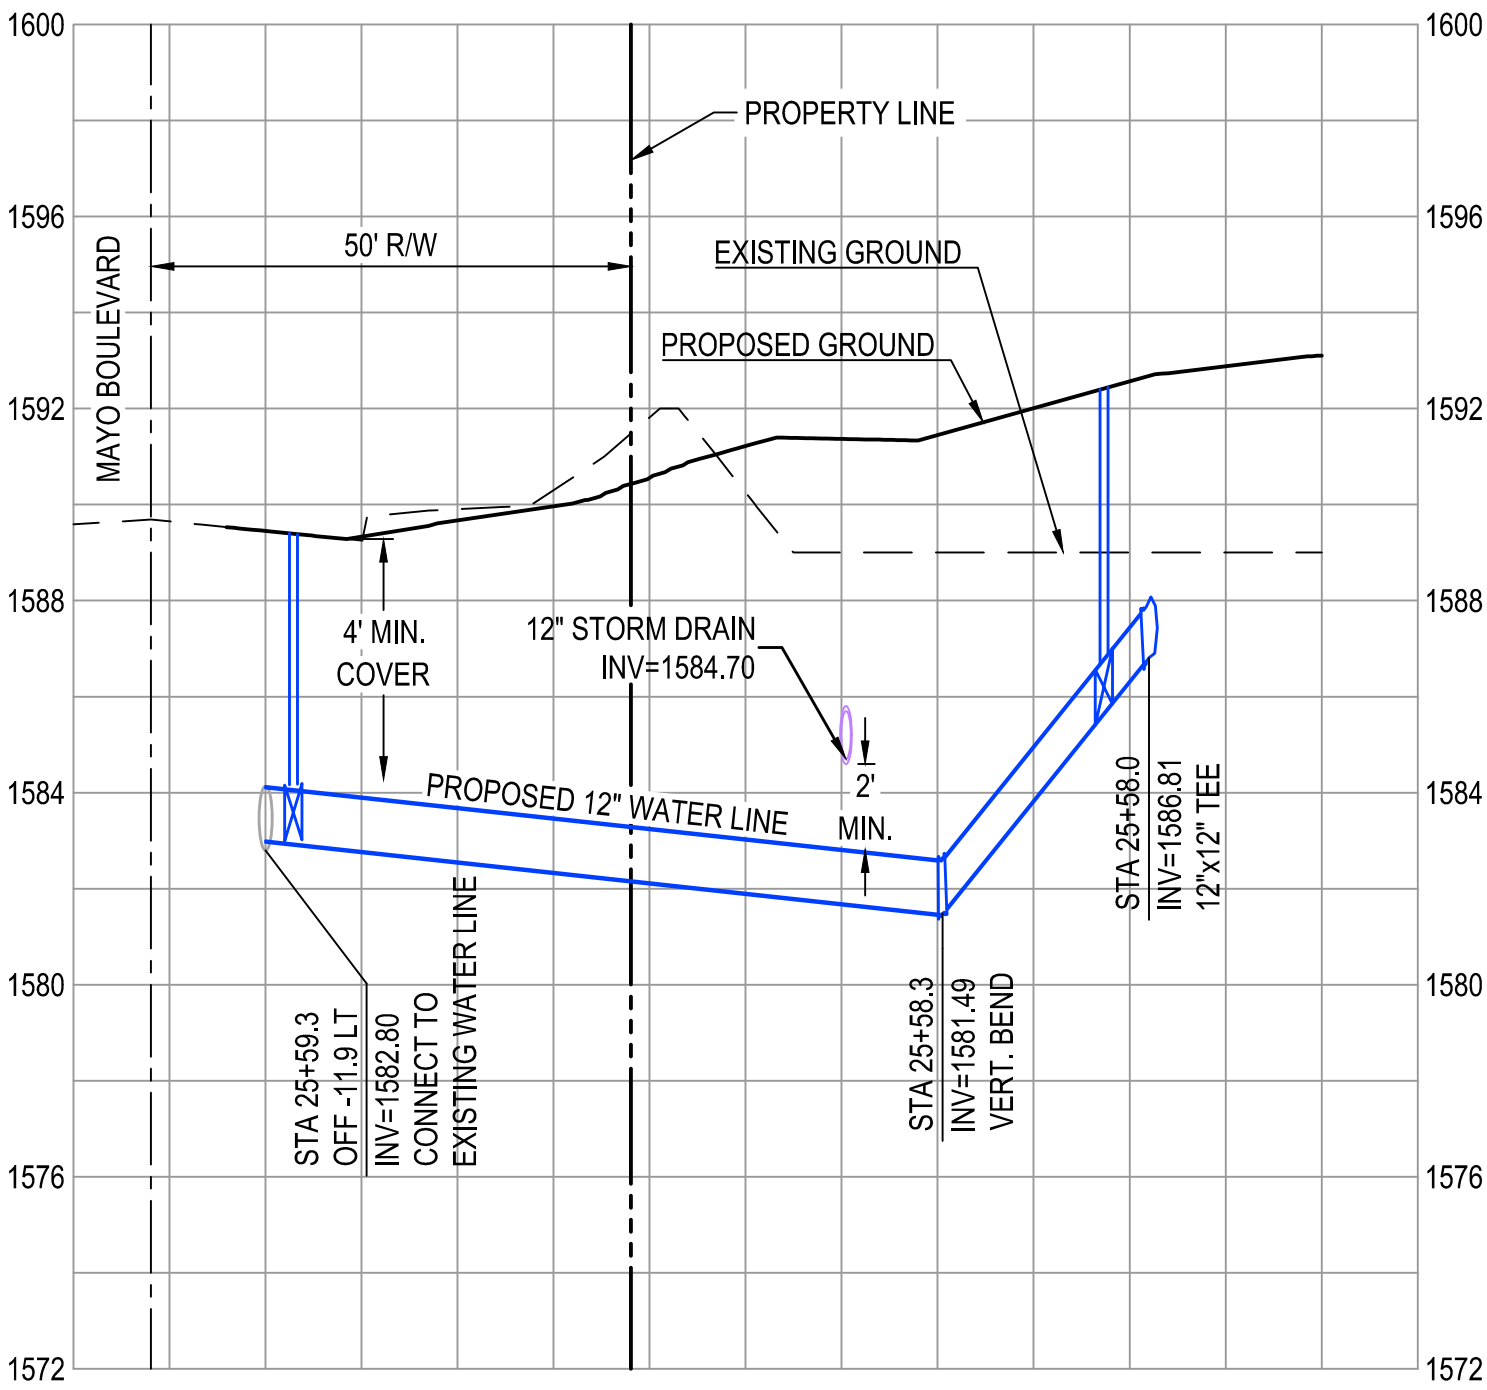 1600
1600
PROPERTY LINE
1596
1596
50' R/W
EXISTING GROUND
MAYO BOULEVARD
PROPOSED GROUND
1592
1592
1588
1588
4' MIN.
COVER
12" STORM DRAIN
INV=1584.70
1584
1584
PROPOSED 12" WATER LINE
2'
MIN.
STA 25+58.0
INV=1586.81
12"x12" TEE
1580
1580
STA 25+59.3
OFF -11.9 LT
INV=1582.80
CONNECT TO
EXISTING WATER LINE
STA 25+58.3
INV=1581.49
VERT. BEND
1576
1576
1572
1572